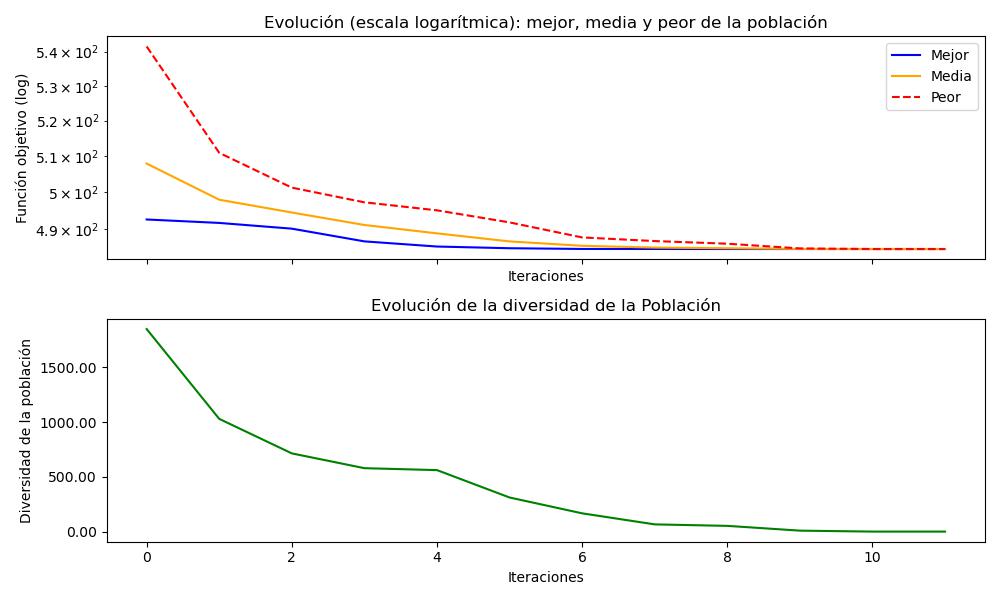 Evolución (escala logarítmica): mejor, media y peor de la población
Función objetivo (log)
5.4 × 10²
5.3 × 10²
5.2 × 10²
5.1 × 10²
5 × 10²
4.9 × 10²
Mejor
Media
Peor
Iteraciones
Evolución de la diversidad de la Población
Diversidad de la población
1500.00
1000.00
500.00
0.00
0 2 4 6 8 10
Iteraciones